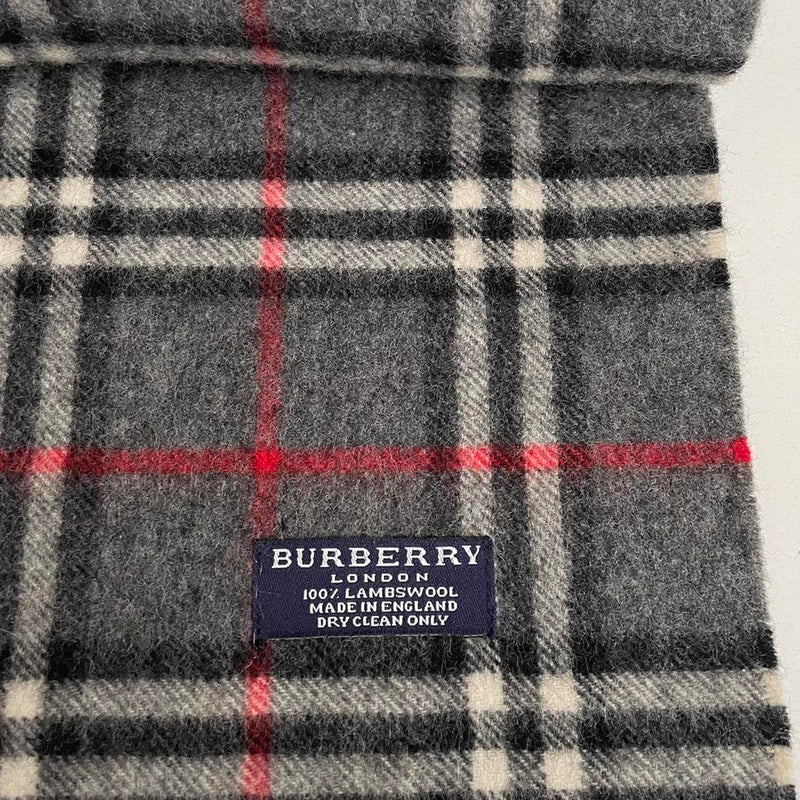 BURBERRY
LONDON
100% LAMBSWOOL
MADE IN ENGLAND
DRY CLEAN ONLY